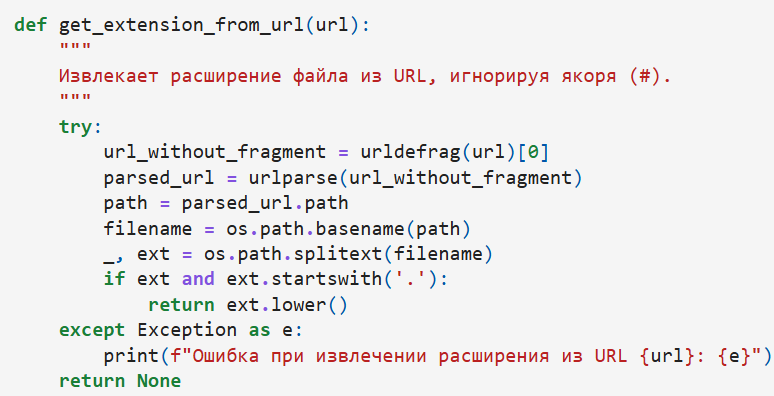 def get_extension_from_url(url):
    """
    Извлекает расширение файла из URL, игнорируя якоря (#).
    """
    try:
        url_without_fragment = urldefrag(url)[0]
        parsed_url = urlparse(url_without_fragment)
        path = parsed_url.path
        filename = os.path.basename(path)
        _, ext = os.path.splitext(filename)
        if ext and ext.startswith('.'):
            return ext.lower()
    except Exception as e:
        print(f"Ошибка при извлечении расширения из URL {url}: {e}")
    return None